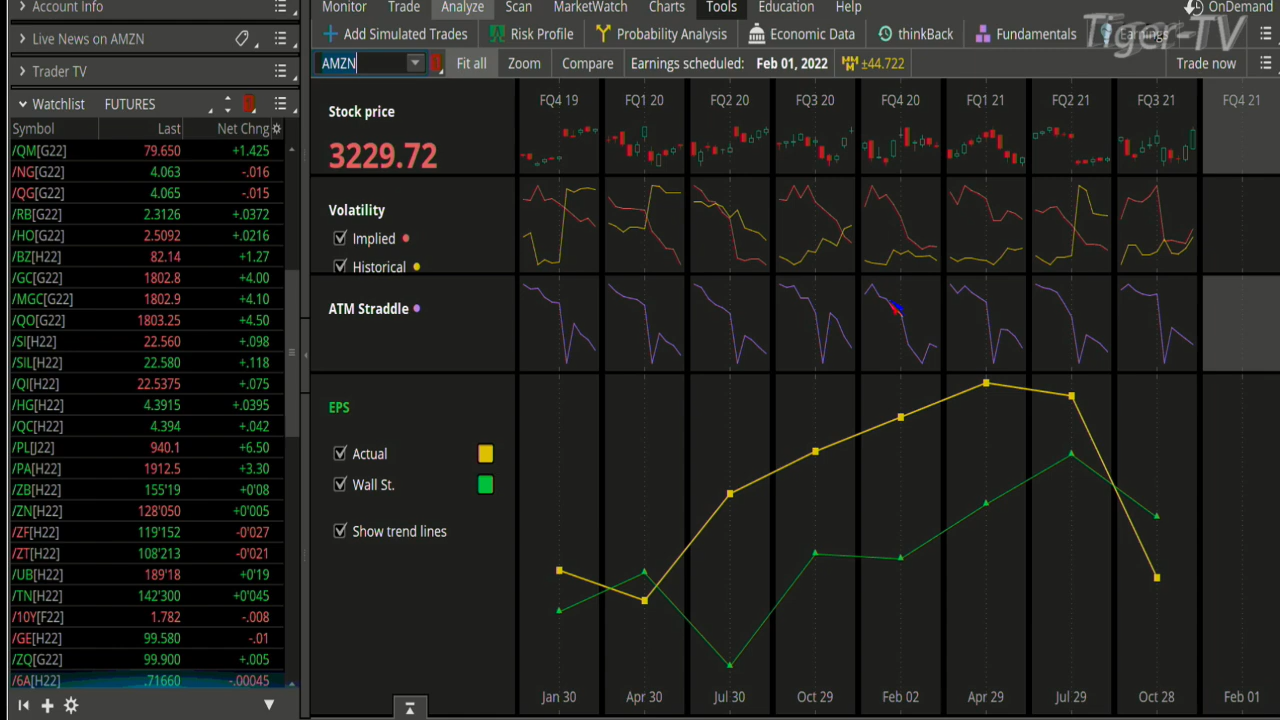 Account Info
Live News on AMZN
Trader TV
Watchlist FUTURES
Symbol Last Net Chng
/QM[G22] 79.650 +1.425
/NG[G22] 4.063 -.016
/QG[G22] 4.065 -.015
/RB[G22] 2.3126 +.0372
/HO[G22] 2.5092 +.0216
/BZ[H22] 82.14 +1.27
/GC[G22] 1802.8 +4.00
/MGC[G22] 1802.9 +4.10
/QO[G22] 1803.25 +4.50
/SI[H22] 22.560 +.098
/SIL[H22] 22.580 +.118
/QI[H22] 22.5375 +.075
/HG[H22] 4.3915 +.0395
/QC[H22] 4.394 +.042
/PL[J22] 940.1 +6.50
/PA[H22] 1912.5 +3.30
/ZB[H22] 155'19 +0'08
/ZN[H22] 128'050 +0'005
/ZF[H22] 119'152 -0'027
/ZT[H22] 108'213 -0'021
/UB[H22] 189'18 +0'19
/TN[H22] 142'300 +0'045
/10Y[F22] 1.782 -.008
/GE[H22] 99.580 -.01
/ZQ[G22] 99.900 +.005
/6A[H22] .71660 -.00045
Monitor Trade Analyze Scan MarketWatch Charts Tools Education Help OnDemand
Add Simulated Trades Risk Profile Probability Analysis Economic Data thinkBack Fundamentals Earnings
Tiger-TV
AMZN Fit all Zoom Compare Earnings scheduled: Feb 01, 2022 MMM ±44.722 Trade now
FQ4 19 FQ1 20 FQ2 20 FQ3 20 FQ4 20 FQ1 21 FQ2 21 FQ3 21 FQ4 21
Stock price
3229.72
Volatility
Implied
Historical
ATM Straddle
EPS
Actual
Wall St.
Show trend lines
Jan 30 Apr 30 Jul 30 Oct 29 Feb 02 Apr 29 Jul 29 Oct 28 Feb 01